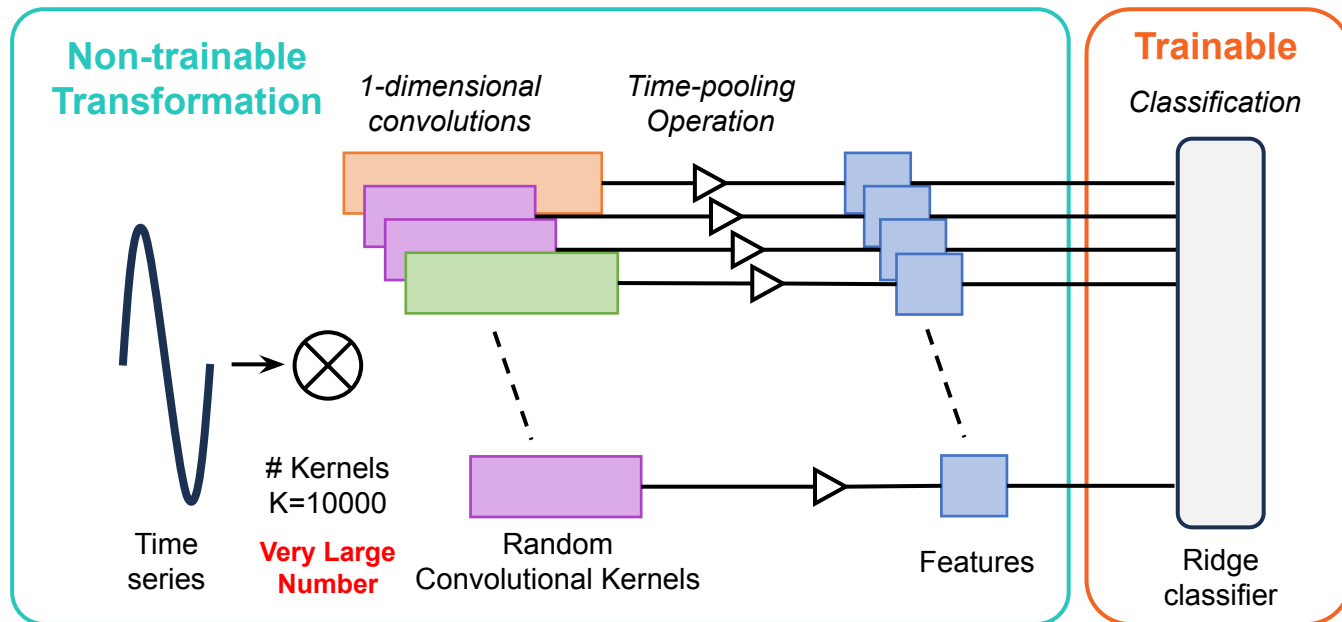 Non-trainable
Transformation
1-dimensional
convolutions
Time-pooling
Operation
Trainable
Classification
# Kernels
K=10000
Very Large
Number
Time
series
Random
Convolutional Kernels
Features
Ridge
classifier